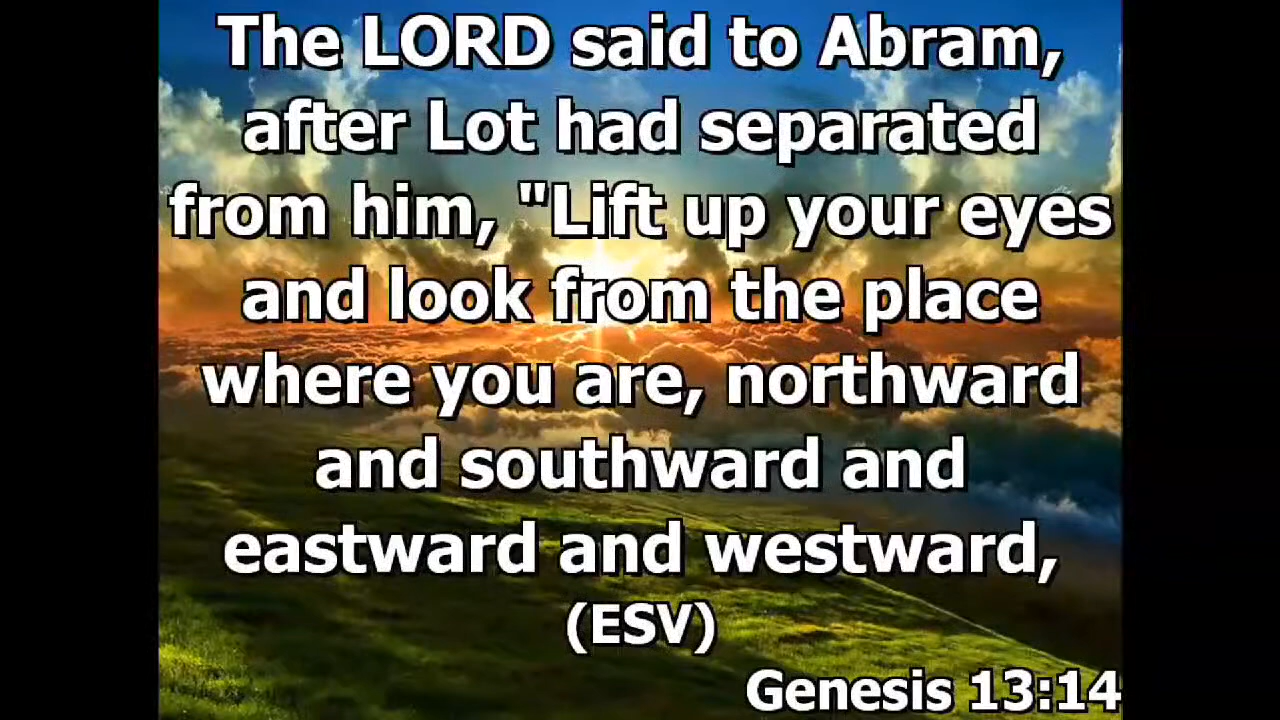 The LORD said to Abram,
after Lot had separated
from him, "Lift up your eyes
and look from the place
where you are, northward
and southward and
eastward and westward,
(ESV)
Genesis 13:14